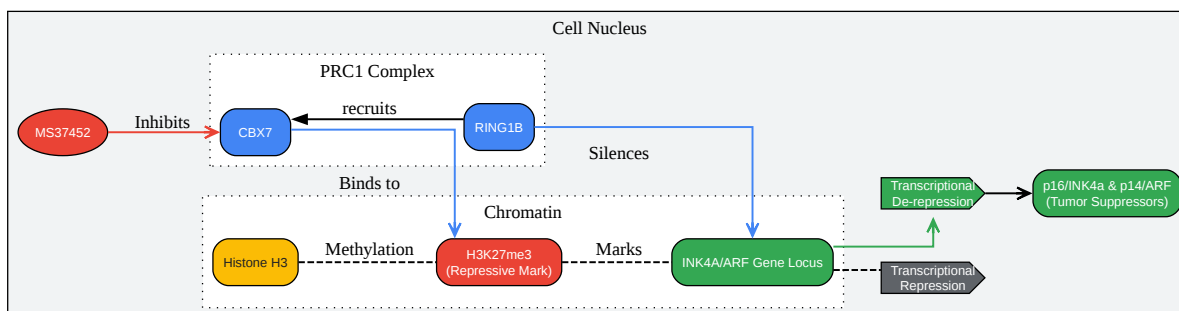 Cell Nucleus
PRC1 Complex
recruits
MS37452
Inhibits
CBX7
RING1B
Silences
Binds to
Transcriptional
De-repression
p16/INK4a & p14/ARF
(Tumor Suppressors)
Chromatin
Histone H3
Methylation
H3K27me3
(Repressive Mark)
Marks
INK4A/ARF Gene Locus
Transcriptional
Repression